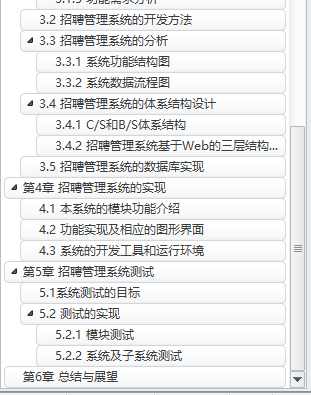 3.1.3 功能需求分析
3.2 招聘管理系统的开发方法
3.3 招聘管理系统的分析
3.3.1 系统功能结构图
3.3.2 系统数据流程图
3.4 招聘管理系统的体系结构设计
3.4.1 C/S和B/S体系结构
3.4.2 招聘管理系统基于Web的三层结构...
3.5 招聘管理系统的数据库实现
第4章 招聘管理系统的实现
4.1 本系统的模块功能介绍
4.2 功能实现及相应的图形界面
4.3 系统的开发工具和运行环境
第5章 招聘管理系统测试
5.1系统测试的目标
5.2 测试的实现
5.2.1 模块测试
5.2.2 系统及子系统测试
第6章 总结与展望